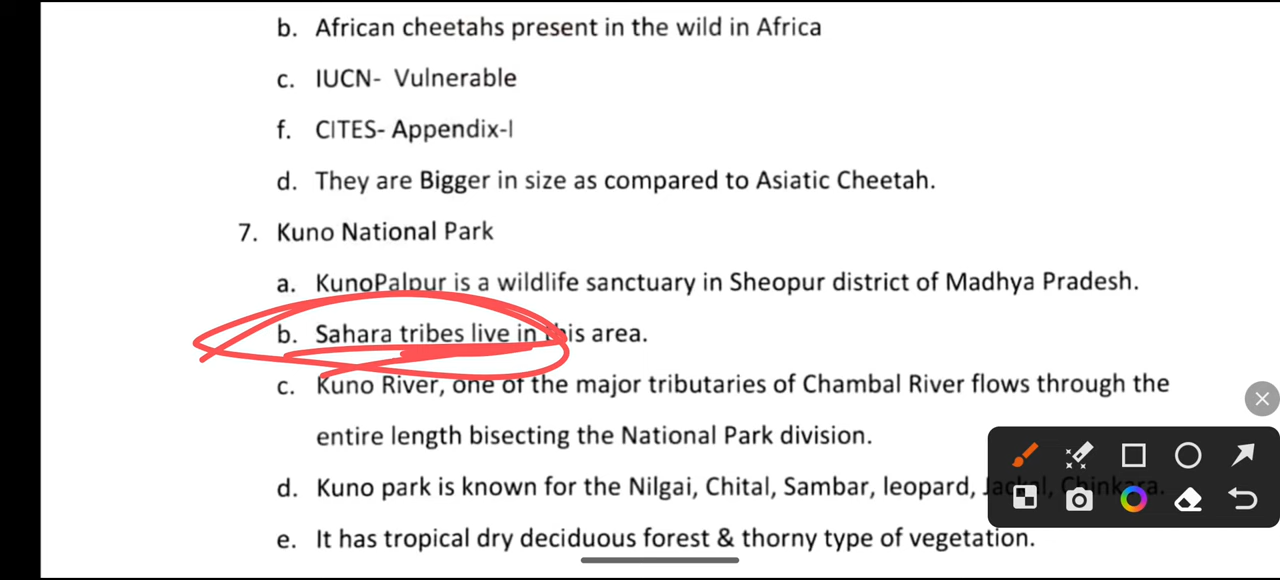 b. African cheetahs present in the wild in Africa
c. IUCN- Vulnerable
f. CITES- Appendix-I
d. They are Bigger in size as compared to Asiatic Cheetah.
7. Kuno National Park
a. KunoPalpur is a wildlife sanctuary in Sheopur district of Madhya Pradesh.
b. Sahara tribes live in this area.
c. Kuno River, one of the major tributaries of Chambal River flows through the
entire length bisecting the National Park division.
d. Kuno park is known for the Nilgai, Chital, Sambar, leopard, Jackal, Chinkara.
e. It has tropical dry deciduous forest & thorny type of vegetation.